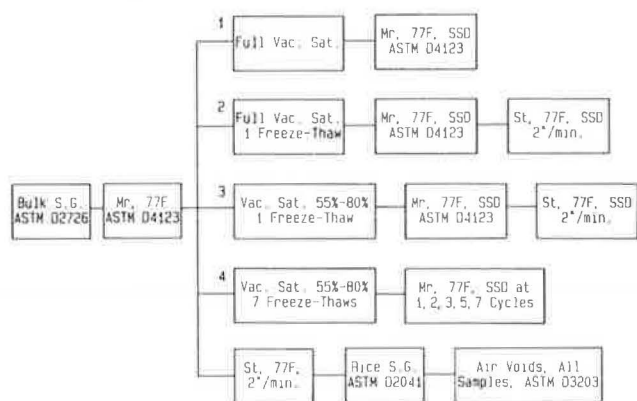 1
Full Vac. Sat.
Mr, 77F, SSD
ASTM D4123
2
Full Vac. Sat.
1 Freeze-Thaw
Mr, 77F, SSD
ASTM D4123
St, 77F, SSD
2"/min.
Bulk S.G.
ASTM D2726
Mr, 77F
ASTM D4123
3
Vac. Sat. 55%-80%
1 Freeze-Thaw
Mr, 77F, SSD
ASTM D4123
St, 77F, SSD
2"/min.
4
Vac. Sat. 55%-80%
7 Freeze-Thaws
Mr, 77F, SSD at
1, 2, 3, 5, 7 Cycles
St, 77F,
2"/min.
Rice S.G.
ASTM D2041
Air Voids, All
Samples, ASTM D3203